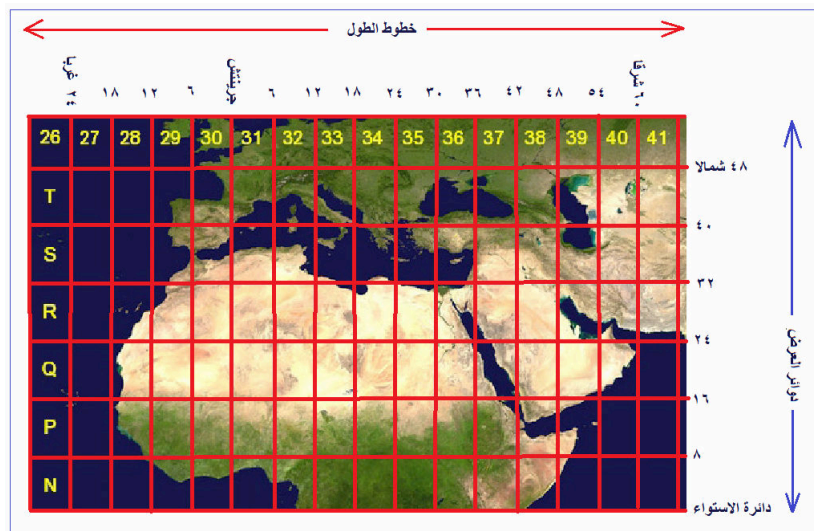 خطوط الطول
٢٤ غربا
١٨
١٢
٦
جرينتش
٦
١٢
١٨
٢٤
٣٠
٣٦
٤٢
٤٨
٥٤
٦٠ شرقا
26 27 28 29 30 31 32 33 34 35 36 37 38 39 40 41
٤٨ شمالا
T
٤٠
S
٣٢
R
٢٤
Q
١٦
P
٨
N
دائرة الاستواء
دوائر العرض